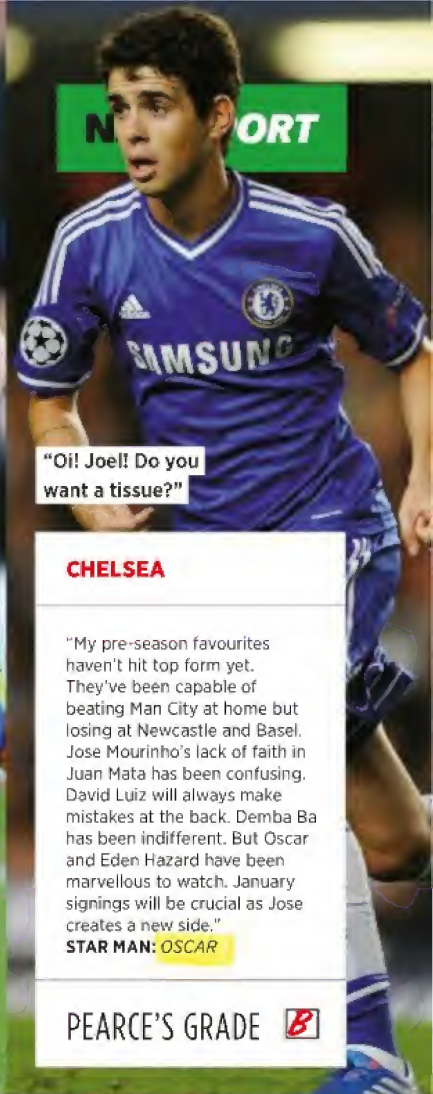 ORT
SAMSUNG
"Oi! Joel! Do you
want a tissue?"
CHELSEA
"My pre-season favourites
haven't hit top form yet.
They've been capable of
beating Man City at home but
losing at Newcastle and Basel.
Jose Mourinho's lack of faith in
Juan Mata has been confusing.
David Luiz will always make
mistakes at the back. Demba Ba
has been indifferent. But Oscar
and Eden Hazard have been
marvellous to watch. January
signings will be crucial as Jose
creates a new side."
STAR MAN: OSCAR
PEARCE'S GRADE B